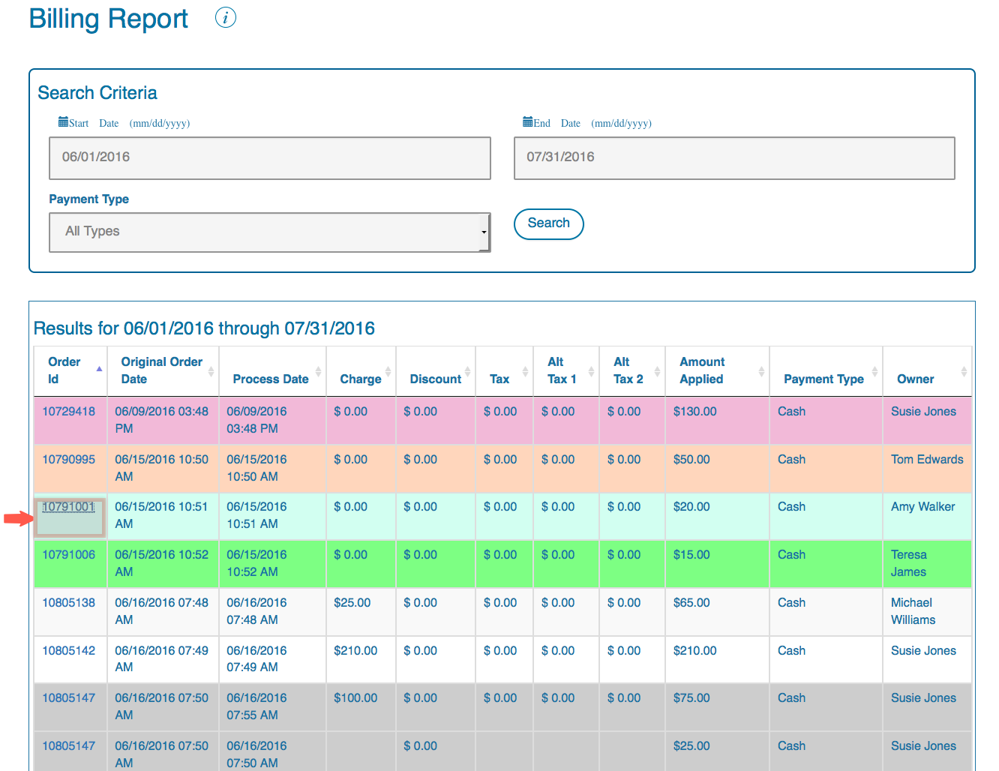 Billing Report i
Search Criteria
Start Date (mm/dd/yyyy) End Date (mm/dd/yyyy)
06/01/2016 07/31/2016
Payment Type
All Types Search
Results for 06/01/2016 through 07/31/2016
Order Id Original Order Date Process Date Charge Discount Tax Alt Tax 1 Alt Tax 2 Amount Applied Payment Type Owner
10729418 06/09/2016 03:48 06/09/2016 $ 0.00 $ 0.00 $ 0.00 $ 0.00 $ 0.00 $130.00 Cash Susie Jones
PM 03:48 PM
10790995 06/15/2016 10:50 06/15/2016 $ 0.00 $ 0.00 $ 0.00 $ 0.00 $ 0.00 $50.00 Cash Tom Edwards
AM 10:50 AM
10791001 06/15/2016 10:51 06/15/2016 $ 0.00 $ 0.00 $ 0.00 $ 0.00 $ 0.00 $20.00 Cash Amy Walker
AM 10:51 AM
10791006 06/15/2016 10:52 06/15/2016 $ 0.00 $ 0.00 $ 0.00 $ 0.00 $ 0.00 $15.00 Cash Teresa
AM 10:52 AM James
10805138 06/16/2016 07:48 06/16/2016 $25.00 $ 0.00 $ 0.00 $ 0.00 $ 0.00 $65.00 Cash Michael
AM 07:48 AM Williams
10805142 06/16/2016 07:49 06/16/2016 $210.00 $ 0.00 $ 0.00 $ 0.00 $ 0.00 $210.00 Cash Susie Jones
AM 07:49 AM
10805147 06/16/2016 07:50 06/16/2016 $100.00 $ 0.00 $ 0.00 $ 0.00 $ 0.00 $75.00 Cash Susie Jones
AM 07:55 AM
10805147 06/16/2016 07:50 06/16/2016 $ 0.00 $25.00 Cash Susie Jones
AM 07:50 AM